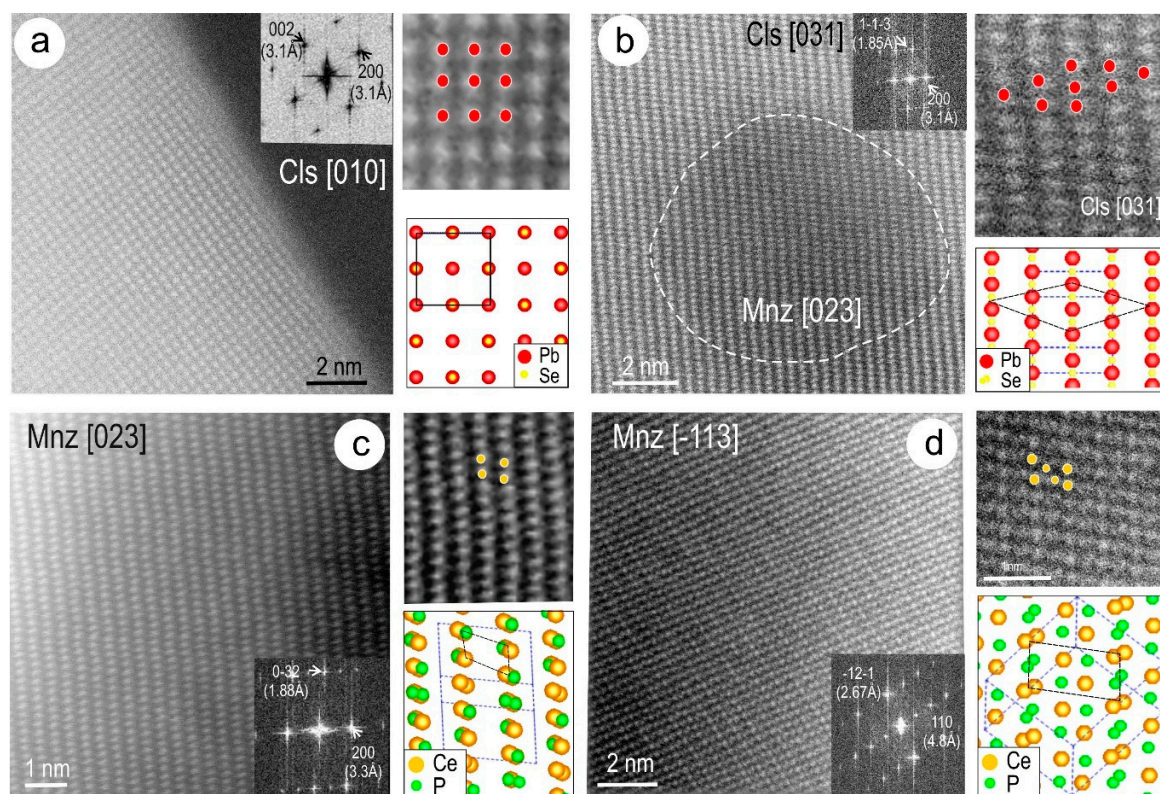 a
002
(3.1Å)
200
(3.1Å)
Cls [010]
2 nm
Pb
Se
b
Cls [031]
1-1-3
(1.85Å)
200
(3.1Å)
Mnz [023]
2 nm
Cls [031]
Pb
Se
Mnz [023]
c
0-32
(1.88Å)
200
(3.3Å)
1 nm
Ce
P
Mnz [-113]
d
-12-1
(2.67Å)
110
(4.8Å)
2 nm
1nm
Ce
P